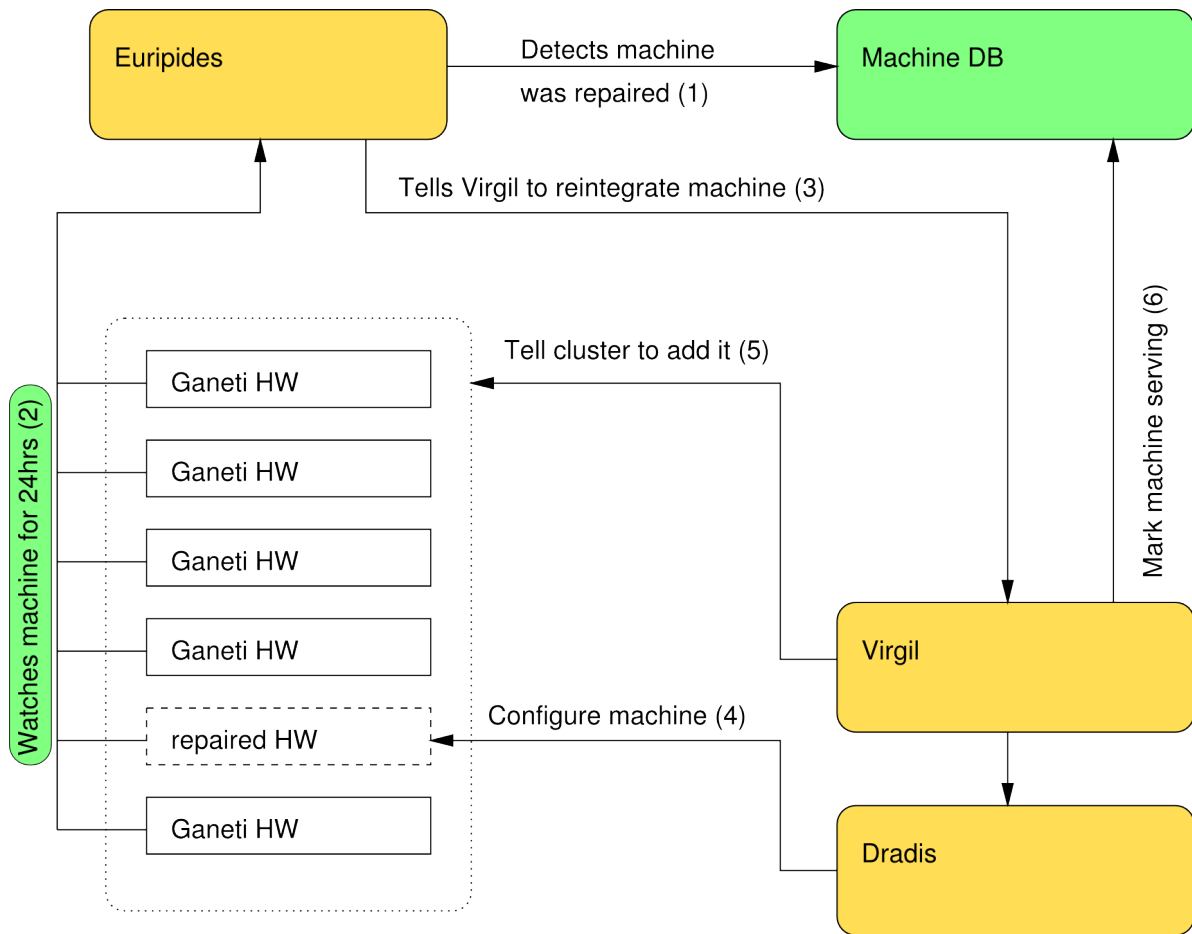 Euripides
Detects machine
was repaired (1)
Machine DB
Tells Virgil to reintegrate machine (3)
Mark machine serving (6)
Tell cluster to add it (5)
Watches machine for 24hrs (2)
Ganeti HW
Ganeti HW
Ganeti HW
Ganeti HW
repaired HW
Ganeti HW
Configure machine (4)
Virgil
Dradis